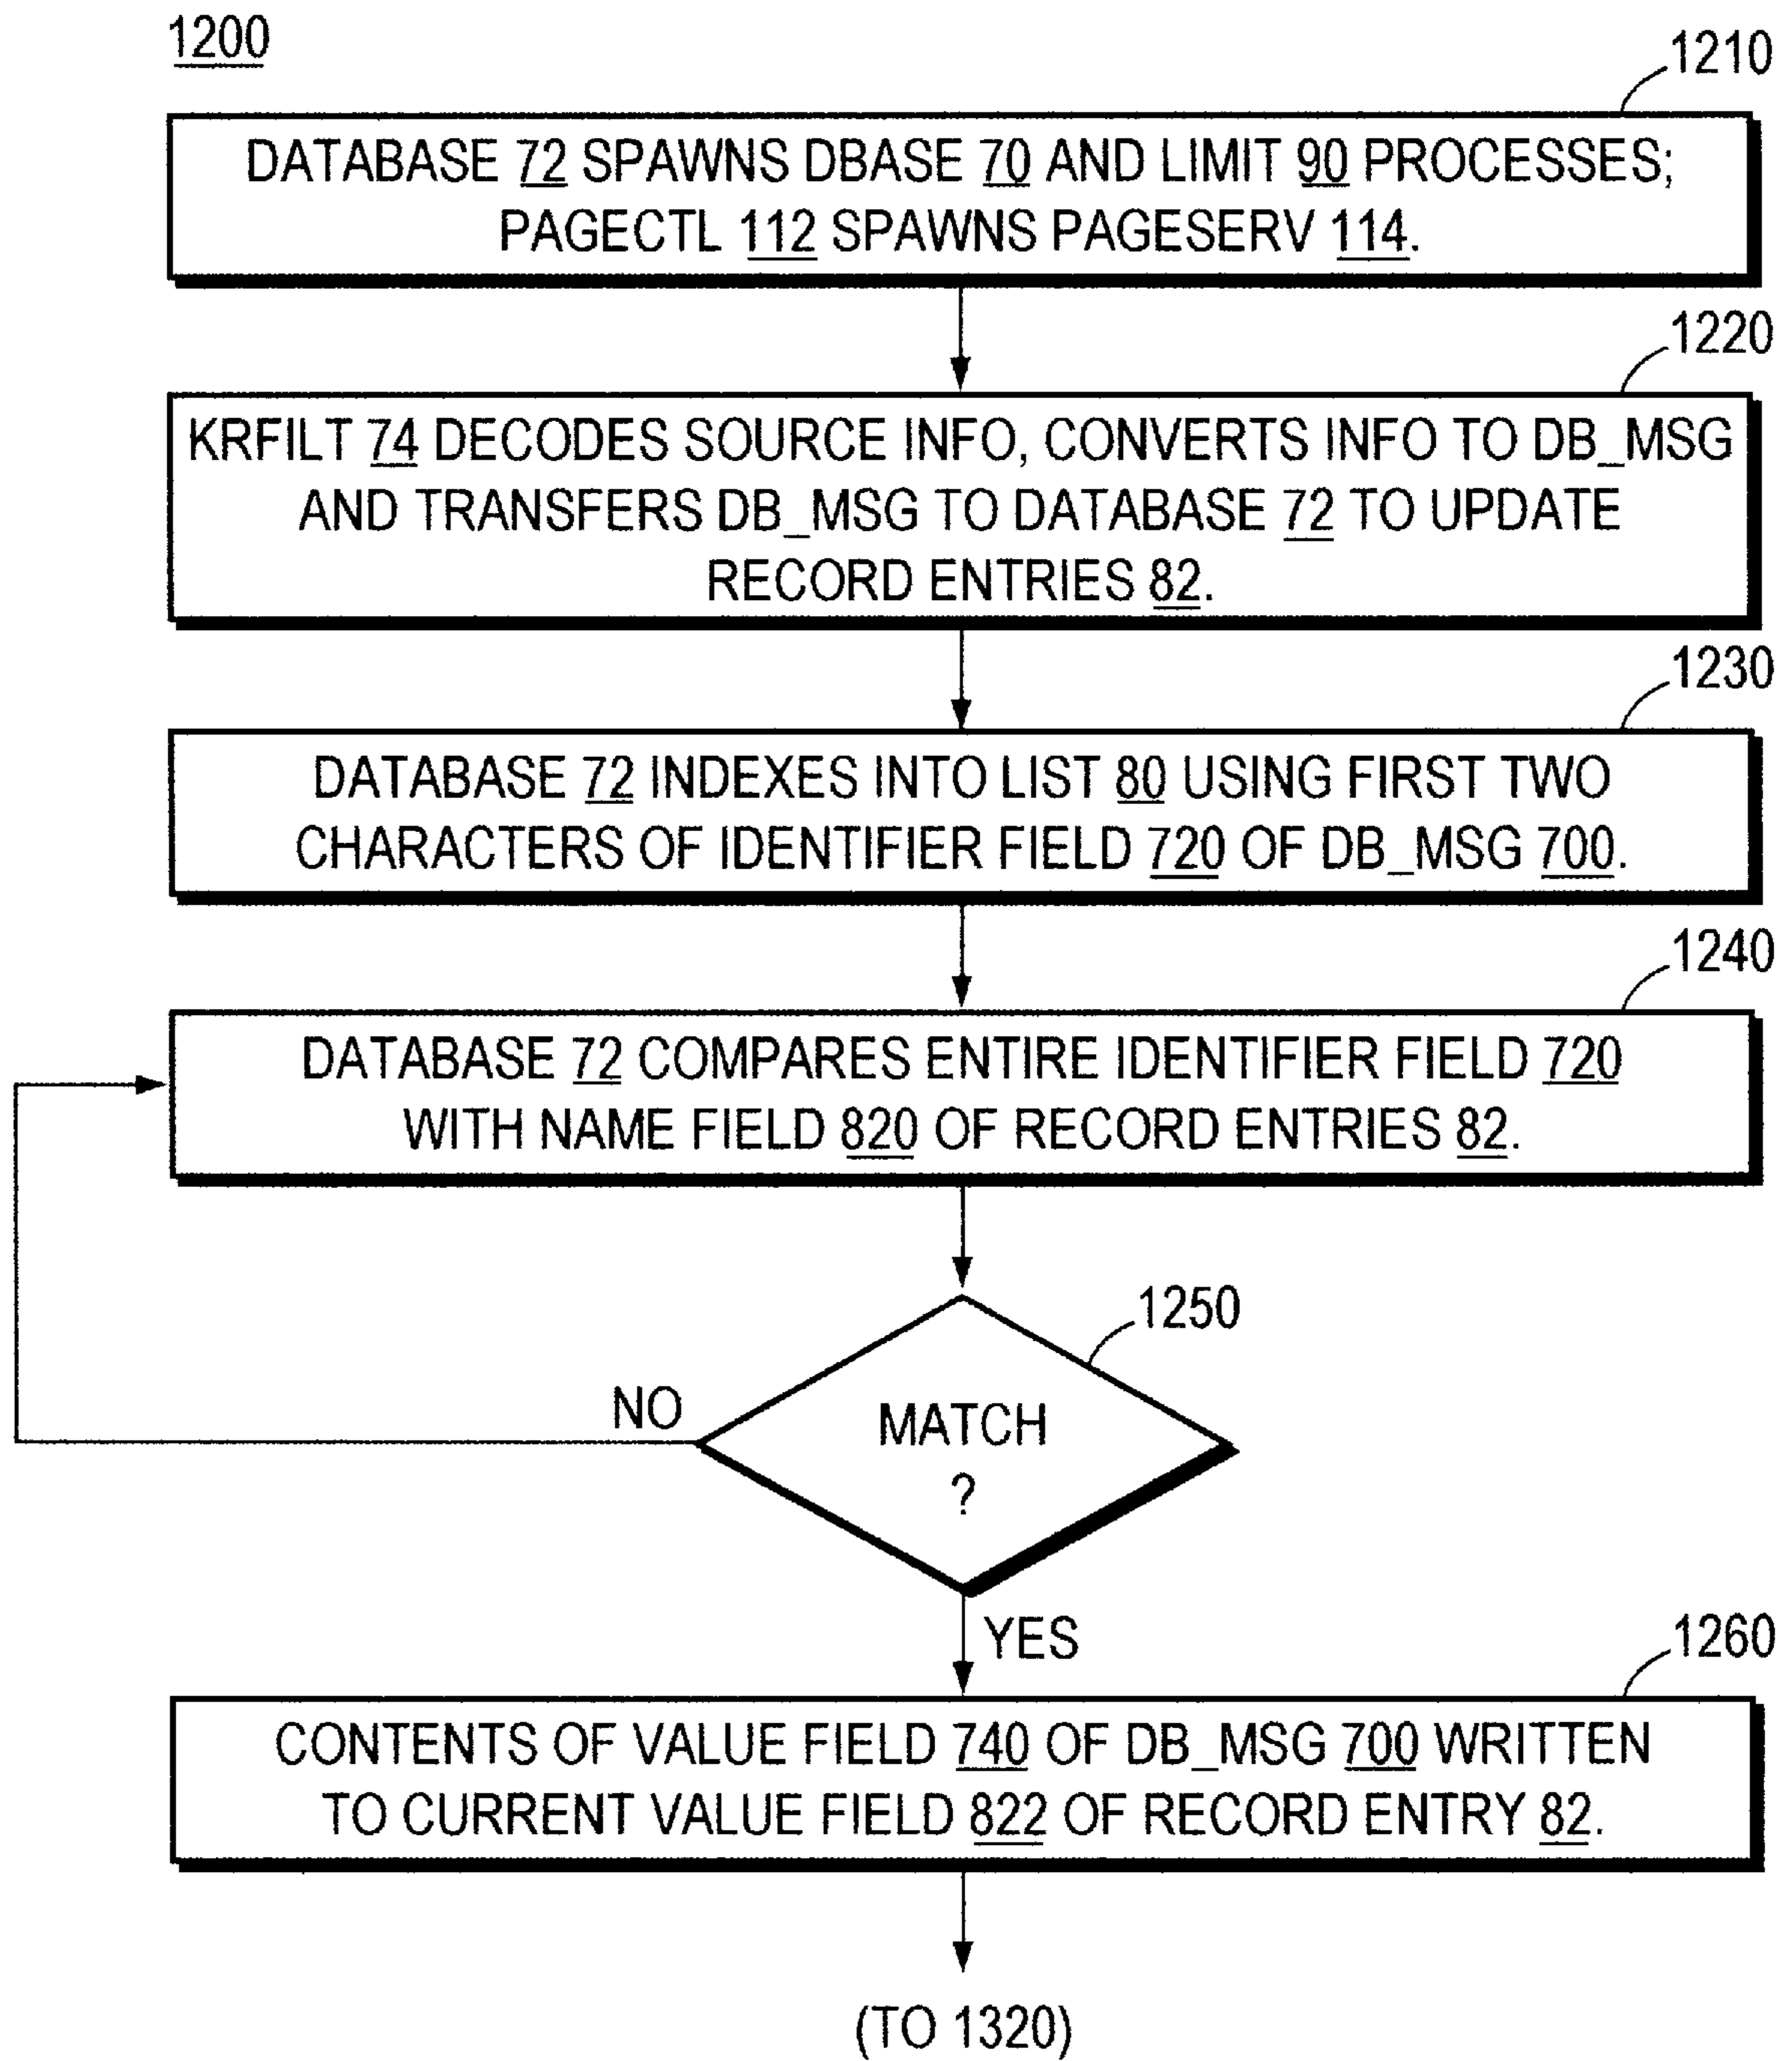 1200
1210
DATABASE 72 SPAWNS DBASE 70 AND LIMIT 90 PROCESSES;
PAGECTL 112 SPAWNS PAGESERV 114.
1220
KRFILT 74 DECODES SOURCE INFO, CONVERTS INFO TO DB_MSG
AND TRANSFERS DB_MSG TO DATABASE 72 TO UPDATE
RECORD ENTRIES 82.
1230
DATABASE 72 INDEXES INTO LIST 80 USING FIRST TWO
CHARACTERS OF IDENTIFIER FIELD 720 OF DB_MSG 700.
1240
DATABASE 72 COMPARES ENTIRE IDENTIFIER FIELD 720
WITH NAME FIELD 820 OF RECORD ENTRIES 82.
1250
NO
MATCH
?
YES
1260
CONTENTS OF VALUE FIELD 740 OF DB_MSG 700 WRITTEN
TO CURRENT VALUE FIELD 822 OF RECORD ENTRY 82.
(TO 1320)